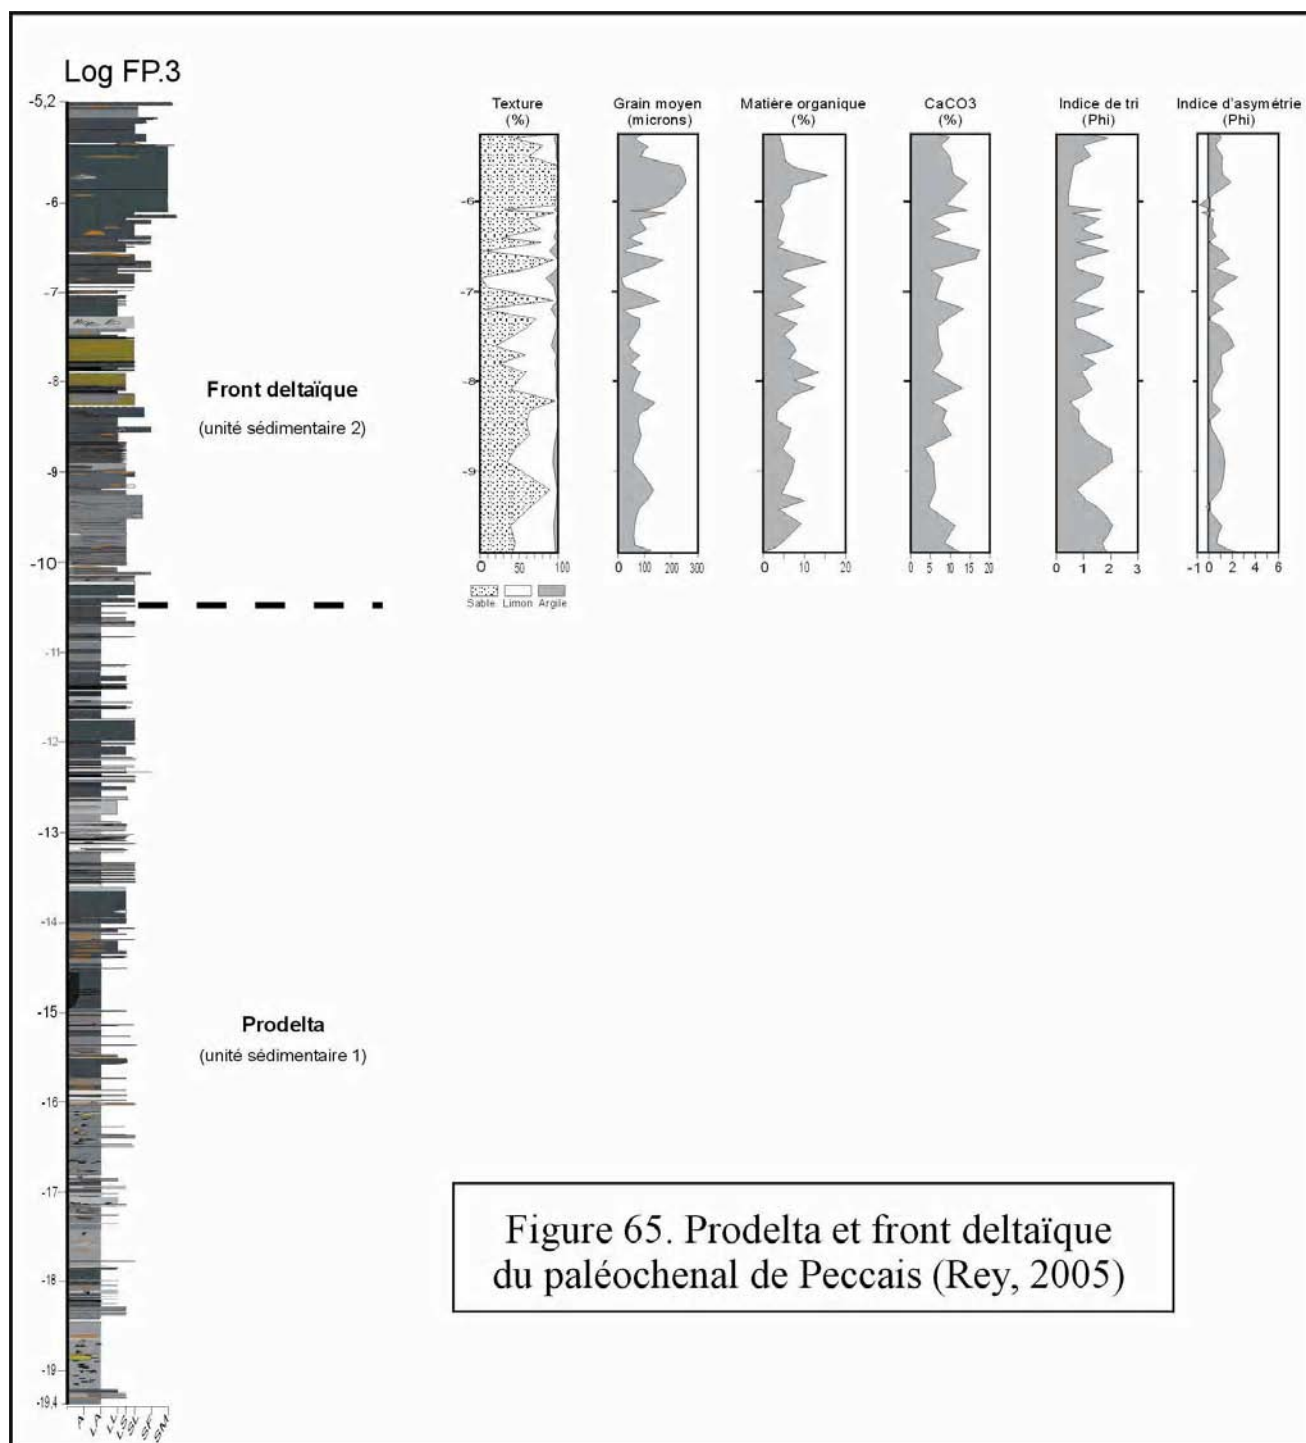 Log FP.3
-5,2
-6
-7
-8
-9
-10
-11
-12
-13
-14
-15
-16
-17
-18
-19
-19.4
A LA LL LS SL SF SM
Front deltaïque
(unité sédimentaire 2)
Prodelta
(unité sédimentaire 1)
Texture
(%)
Grain moyen
(microns)
Matière organique
(%)
CaCO3
%
Indice de tri
(Phi)
Indice d'asymétrie
(Phi)
-6
-7
-8
-9
0 50 100
0 100 200 300
0 10 20
0 5 10 15 20
0 1 2 3
-1 0 2 4 6
Sable Limon Argile
Figure 65. Prodelta et front deltaïque
du paléochenal de Peccais (Rey, 2005)